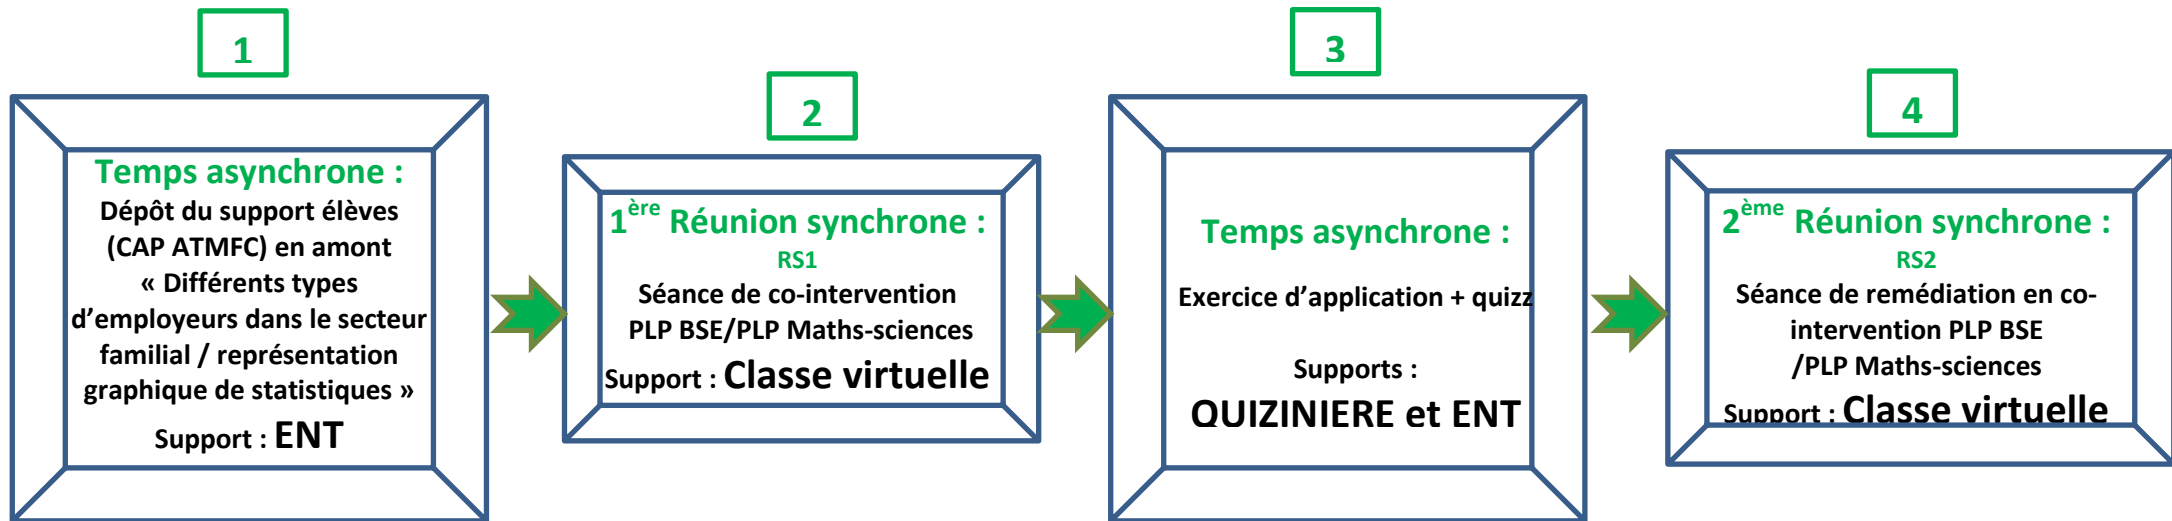 1
Temps asynchrone :
Dépôt du support élèves
(CAP ATMFC) en amont
« Différents types
d'employeurs dans le secteur
familial / représentation
graphique de statistiques »
Support : ENT
2
1ère Réunion synchrone :
RS1
Séance de co-intervention
PLP BSE/PLP Maths-sciences
Support : Classe virtuelle
3
Temps asynchrone :
Exercice d'application + quizz
Supports :
QUIZINIERE et ENT
4
2ème Réunion synchrone :
RS2
Séance de remédiation en co-
intervention PLP BSE
/PLP Maths-sciences
Support : Classe virtuelle